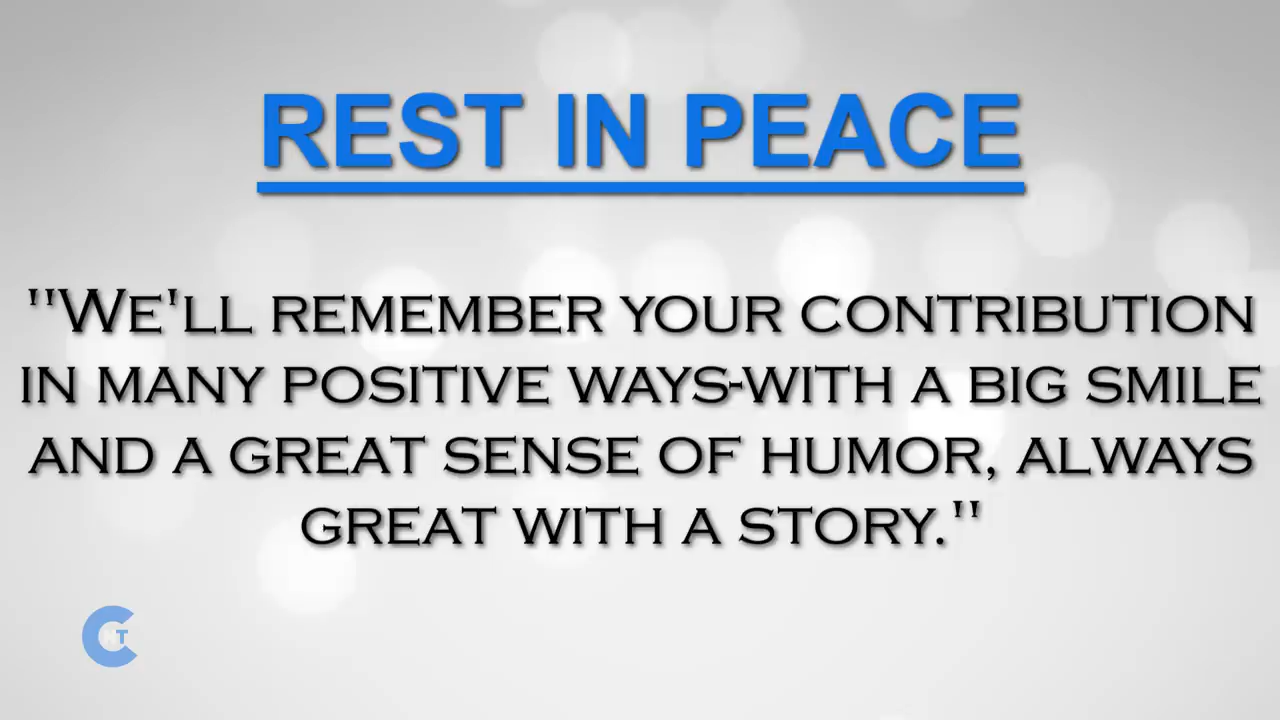 REST IN PEACE
"WE'LL REMEMBER YOUR CONTRIBUTION
IN MANY POSITIVE WAYS-WITH A BIG SMILE
AND A GREAT SENSE OF HUMOR, ALWAYS
GREAT WITH A STORY."
CHT